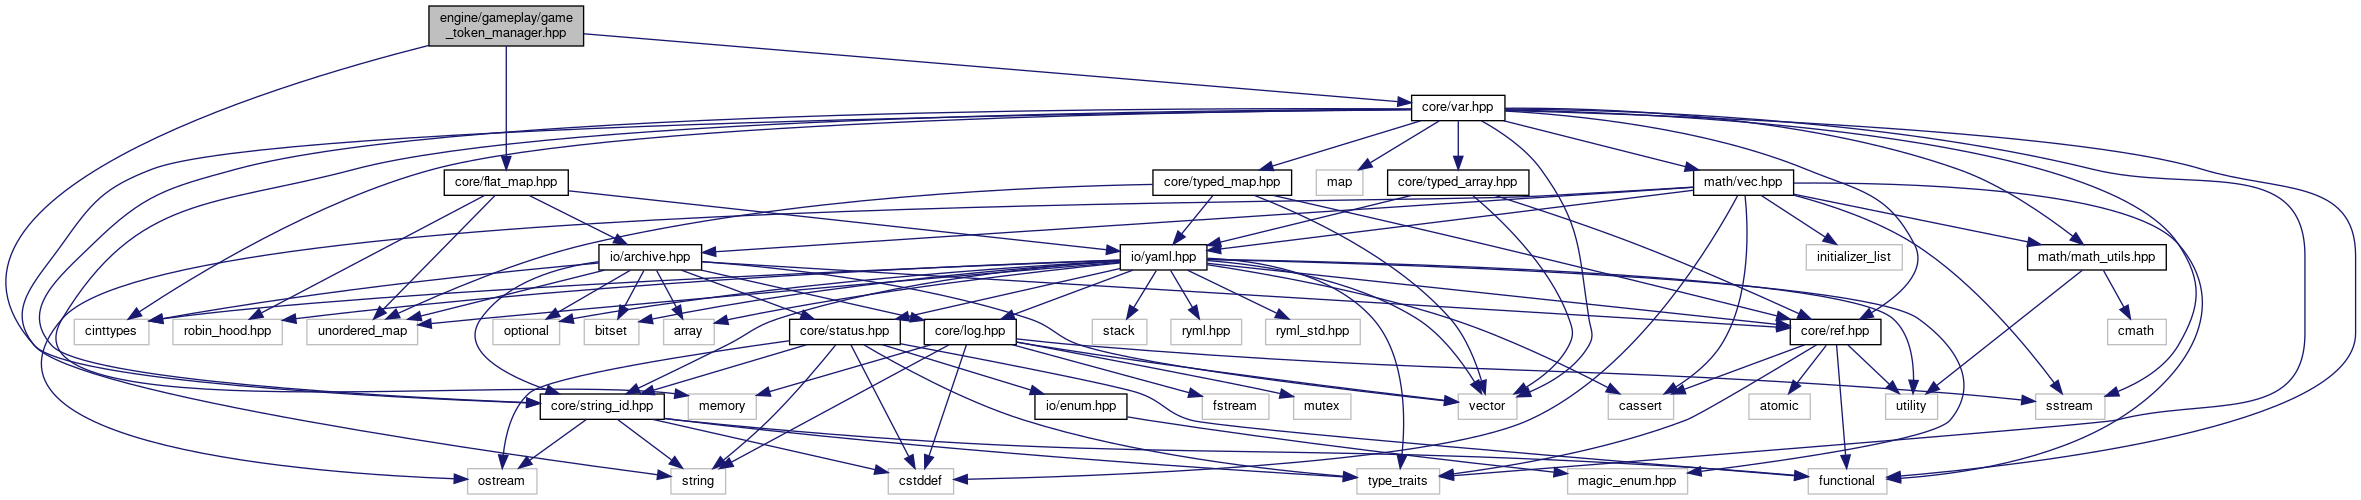 engine/gameplay/game
_token_manager.hpp
core/var.hpp
core/flat_map.hpp
core/typed_map.hpp
map
core/typed_array.hpp
math/vec.hpp
io/archive.hpp
io/yaml.hpp
initializer_list
math/math_utils.hpp
cinttypes
robin_hood.hpp
unordered_map
optional
bitset
array
core/status.hpp
core/log.hpp
stack
ryml.hpp
ryml_std.hpp
core/ref.hpp
cmath
core/string_id.hpp
memory
io/enum.hpp
fstream
mutex
vector
cassert
atomic
utility
sstream
ostream
string
cstddef
type_traits
magic_enum.hpp
functional